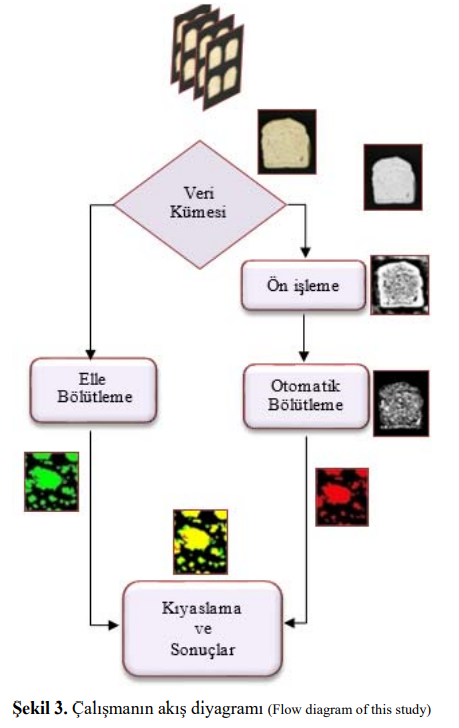 Veri
Kümesi
Ön işleme
Elle
Bölütleme
Otomatik
Bölütleme
Kıyaslama
ve
Sonuçlar
Şekil 3. Çalışmanın akış diyagramı (Flow diagram of this study)